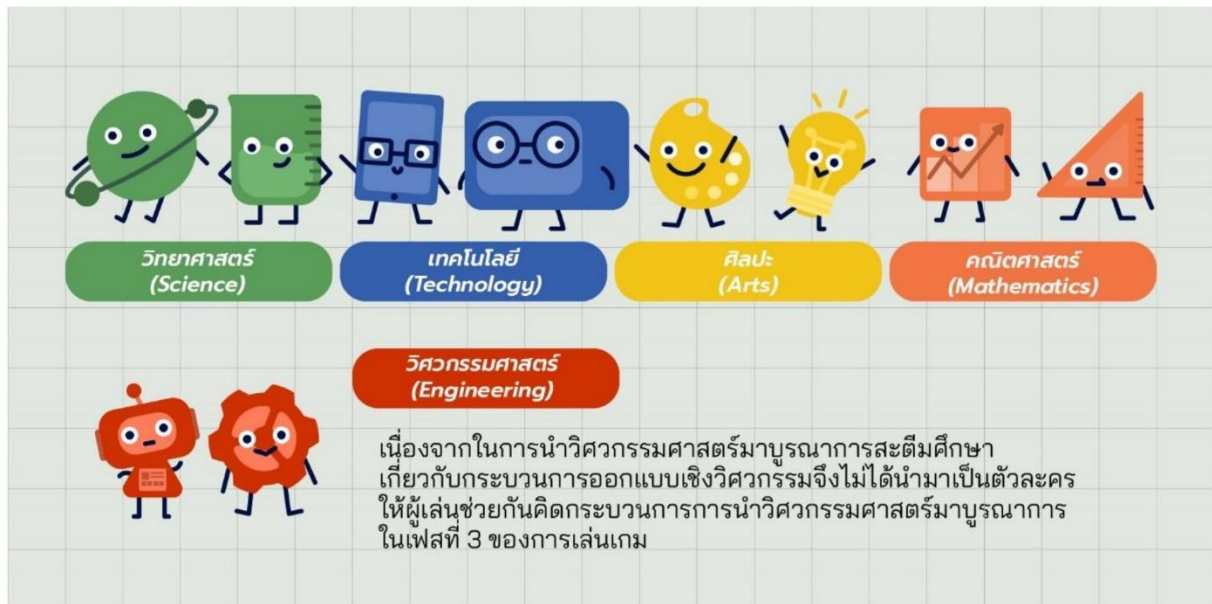 วิทยาศาสตร์
(Science)
เทคโนโลยี
(Technology)
ศิลปะ
(Arts)
คณิตศาสตร์
(Mathematics)
วิศวกรรมศาสตร์
(Engineering)
เนื่องจากในการนำวิศวกรรมศาสตร์มาบูรณาการสะตีมศึกษา
เกี่ยวกับกระบวนการออกแบบเชิงวิศวกรรมจึงไม่ได้นำมาเป็นตัวละคร
ให้ผู้เล่นช่วยกันคิดกระบวนการการนำวิศวกรรมศาสตร์มาบูรณาการ
ในเฟสที่ 3 ของการเล่นเกม